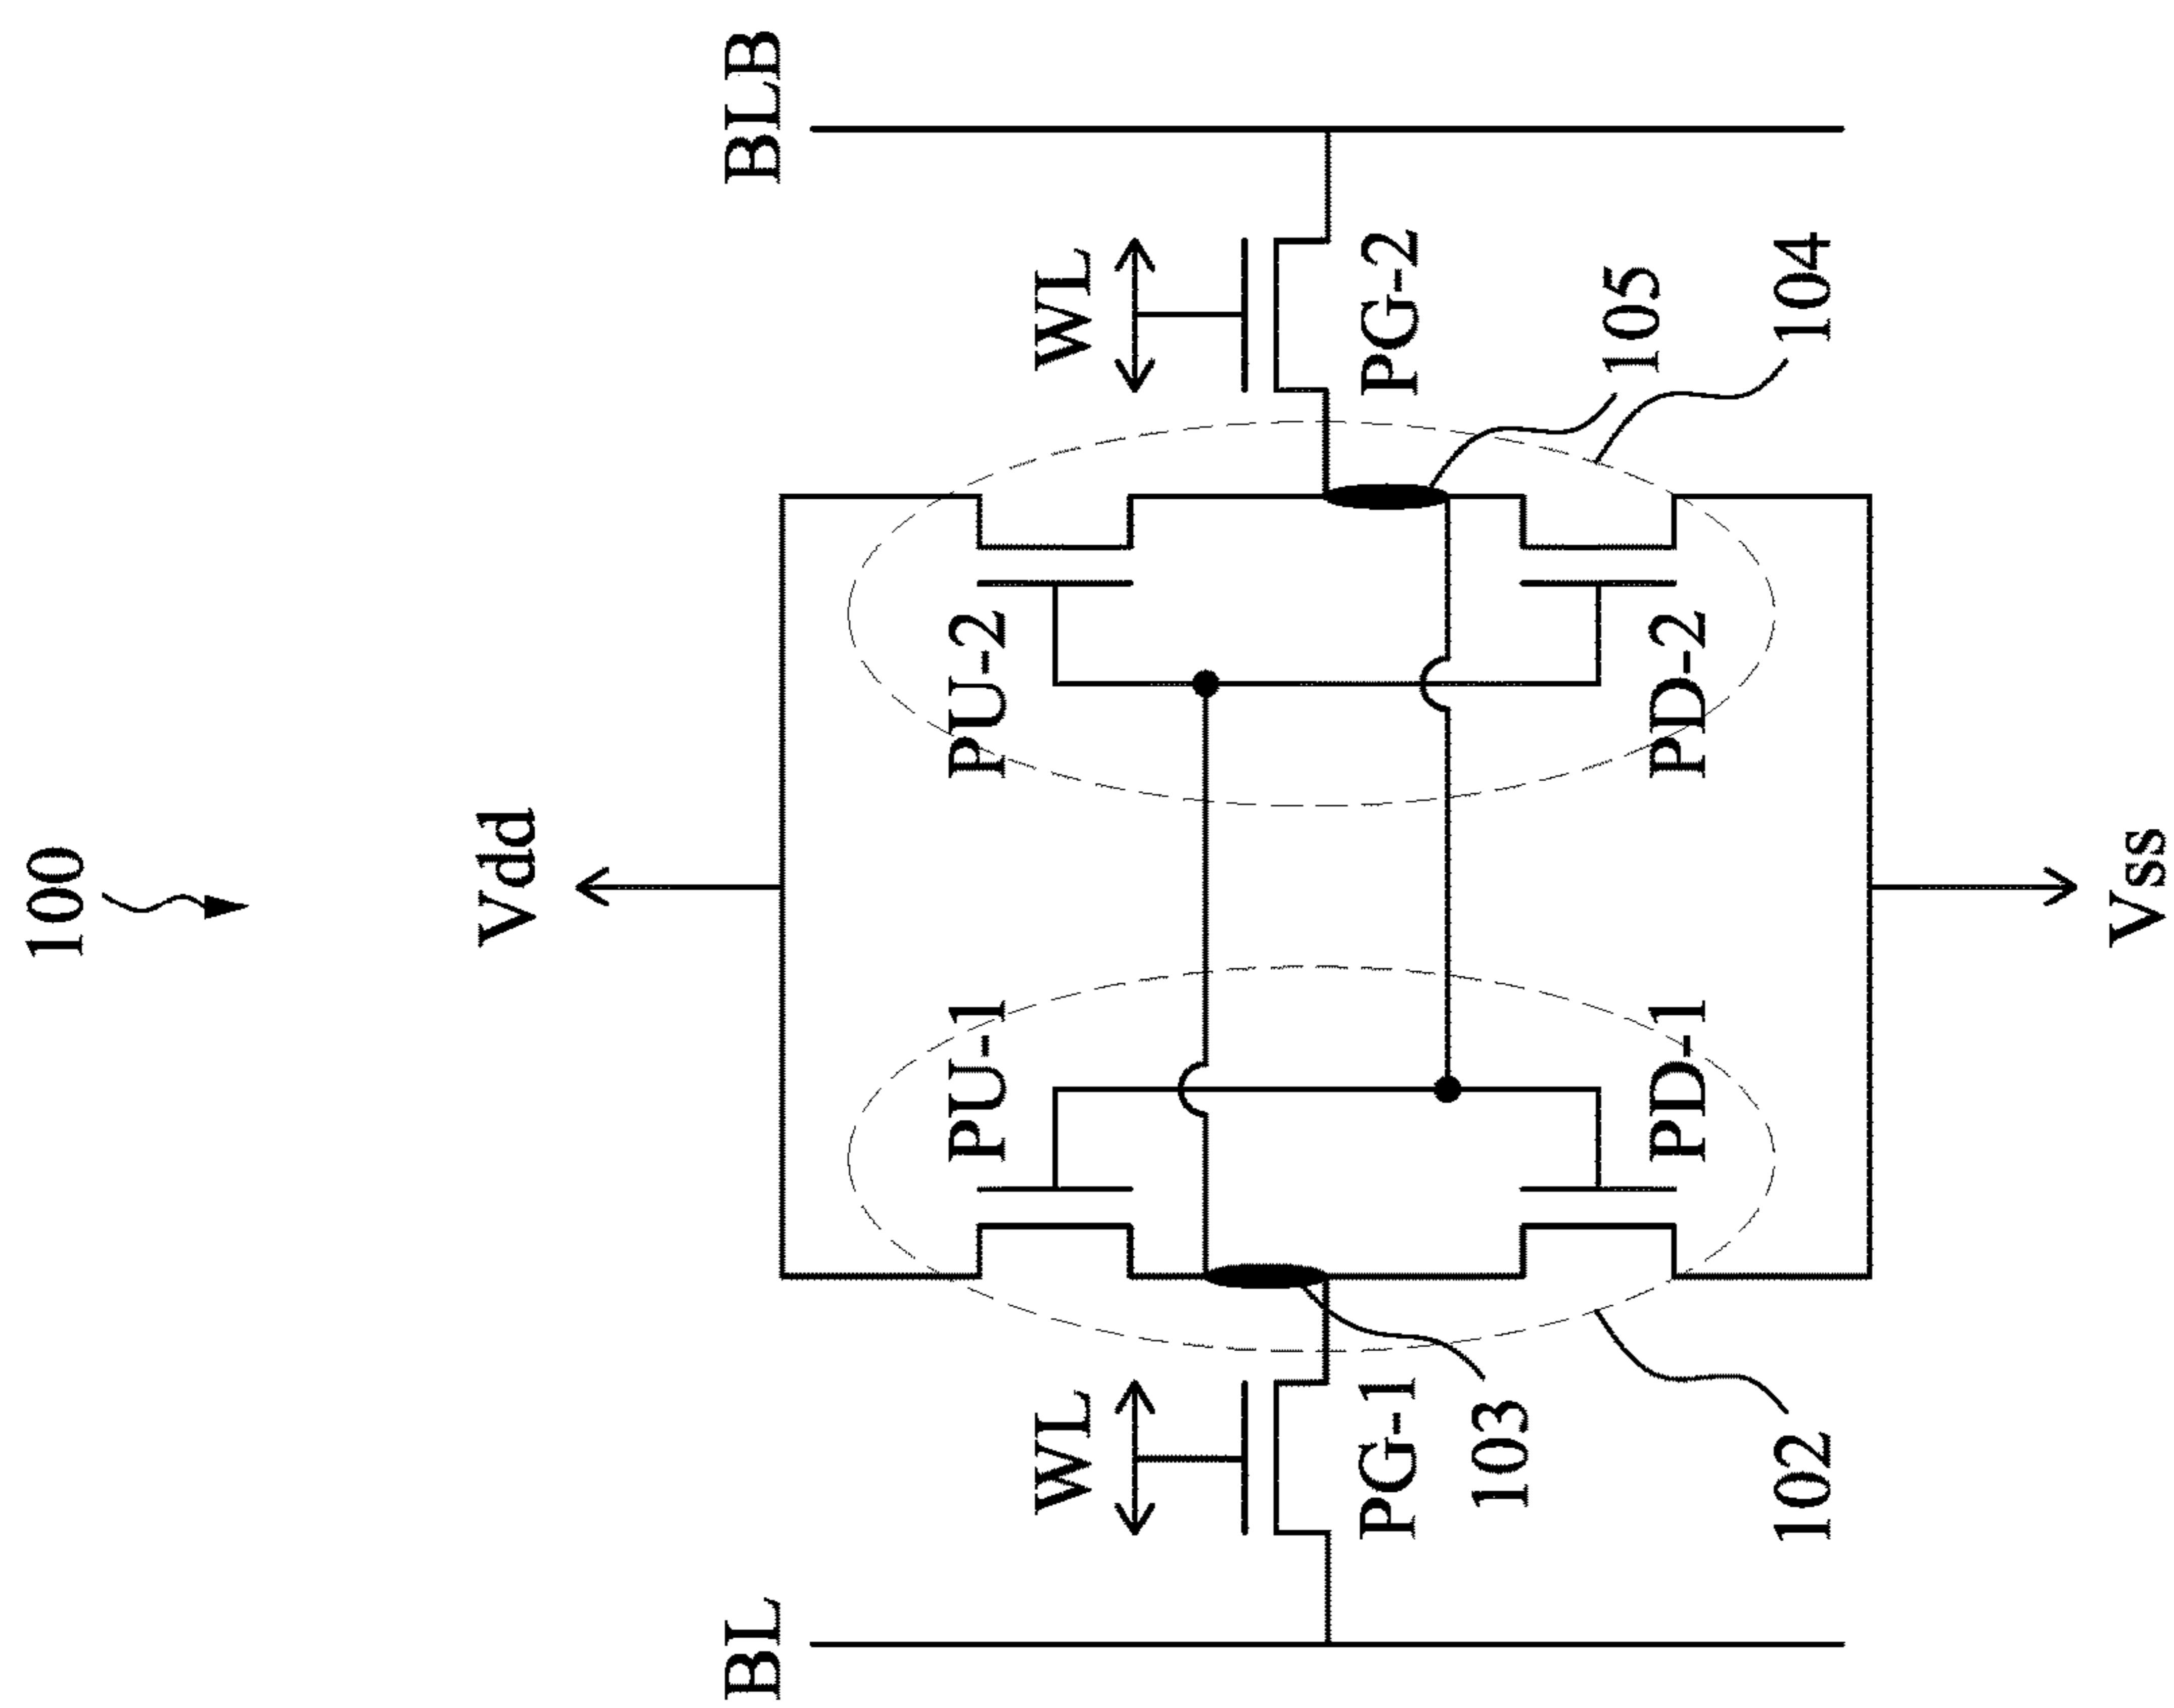 100
Vdd
BL
BLB
WL
WL
PU-1
PU-2
PG-1
PG-2
103
105
PD-1
PD-2
102
104
Vss